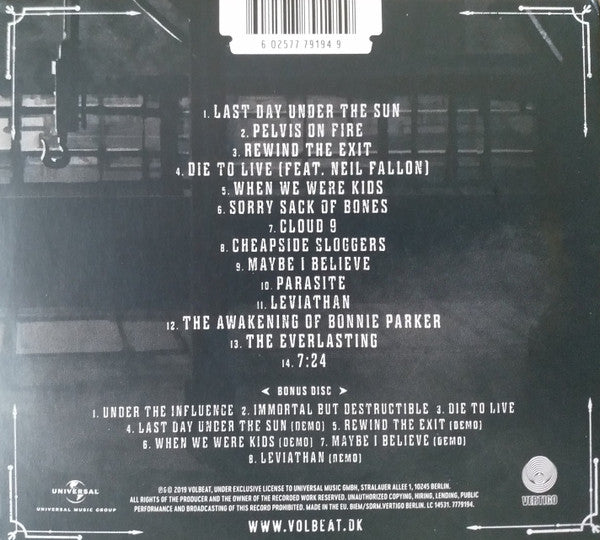 6 02577 79194 9
1. LAST DAY UNDER THE SUN
2. PELVIS ON FIRE
3. REWIND THE EXIT
4. DIE TO LIVE (FEAT. NEIL FALLON)
5. WHEN WE WERE KIDS
6. SORRY SACK OF BONES
7. CLOUD 9
8. CHEAPSIDE SLOGGERS
9. MAYBE I BELIEVE
10. PARASITE
11. LEVIATHAN
12. THE AWAKENING OF BONNIE PARKER
13. THE EVERLASTING
14. 7:24
BONUS DISC
1. UNDER THE INFLUENCE 2. IMMORTAL BUT DESTRUCTIBLE 3. DIE TO LIVE
4. LAST DAY UNDER THE SUN (DEMO) 5. REWIND THE EXIT (DEMO)
6. WHEN WE WERE KIDS (DEMO) 7. MAYBE I BELIEVE (DEMO)
8. LEVIATHAN (DEMO)
℗© 2019 VOLBEAT, UNDER EXCLUSIVE LICENSE TO UNIVERSAL MUSIC GMBH, STRALAUER ALLEE 1, 10245 BERLIN.
ALL RIGHTS OF THE PRODUCER AND THE OWNER OF THE RECORDED WORK RESERVED. UNAUTHORIZED COPYING, HIRING, LENDING, PUBLIC
PERFORMANCE AND BROADCASTING OF THIS RECORD PROHIBITED. MADE IN THE EU. BIEM/SDRM.VERTIGO BERLIN. LC 14531. 7779194.
UNIVERSAL
UNIVERSAL MUSIC GROUP
VERTIGO
WWW.VOLBEAT.DK